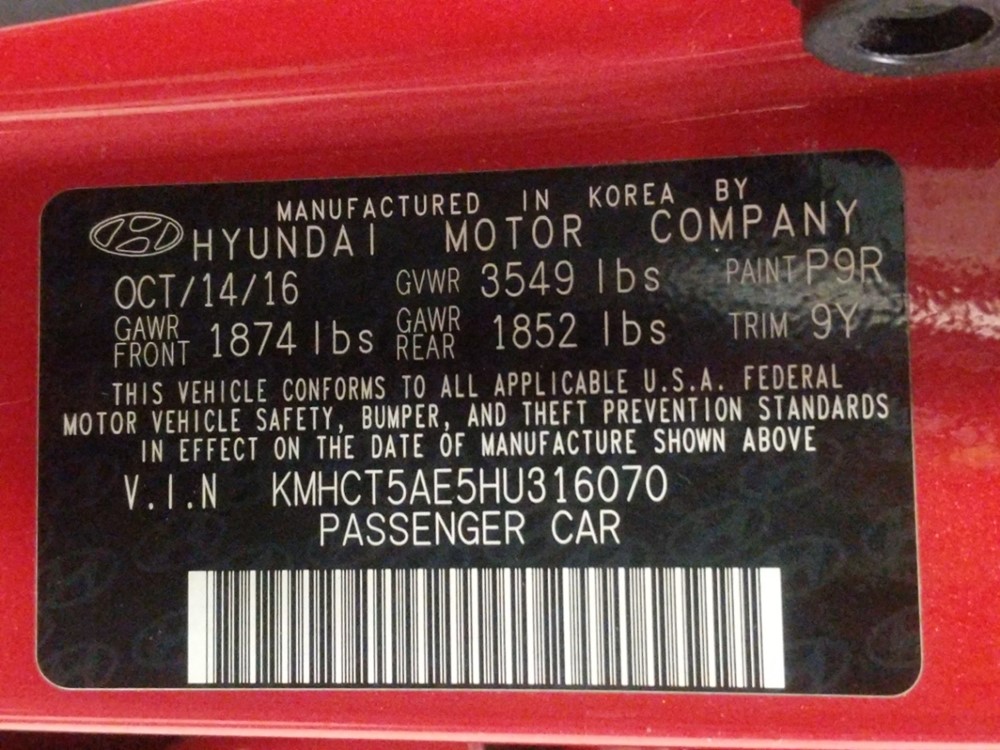 MANUFACTURED IN KOREA BY
HYUNDAI MOTOR COMPANY
OCT/14/16 GVWR 3549 lbs PAINT P9R
GAWR FRONT 1874 lbs GAWR REAR 1852 lbs TRIM 9Y
THIS VEHICLE CONFORMS TO ALL APPLICABLE U.S.A. FEDERAL
MOTOR VEHICLE SAFETY, BUMPER, AND THEFT PREVENTION STANDARDS
IN EFFECT ON THE DATE OF MANUFACTURE SHOWN ABOVE
V.I.N KMHCT5AE5HU316070
PASSENGER CAR